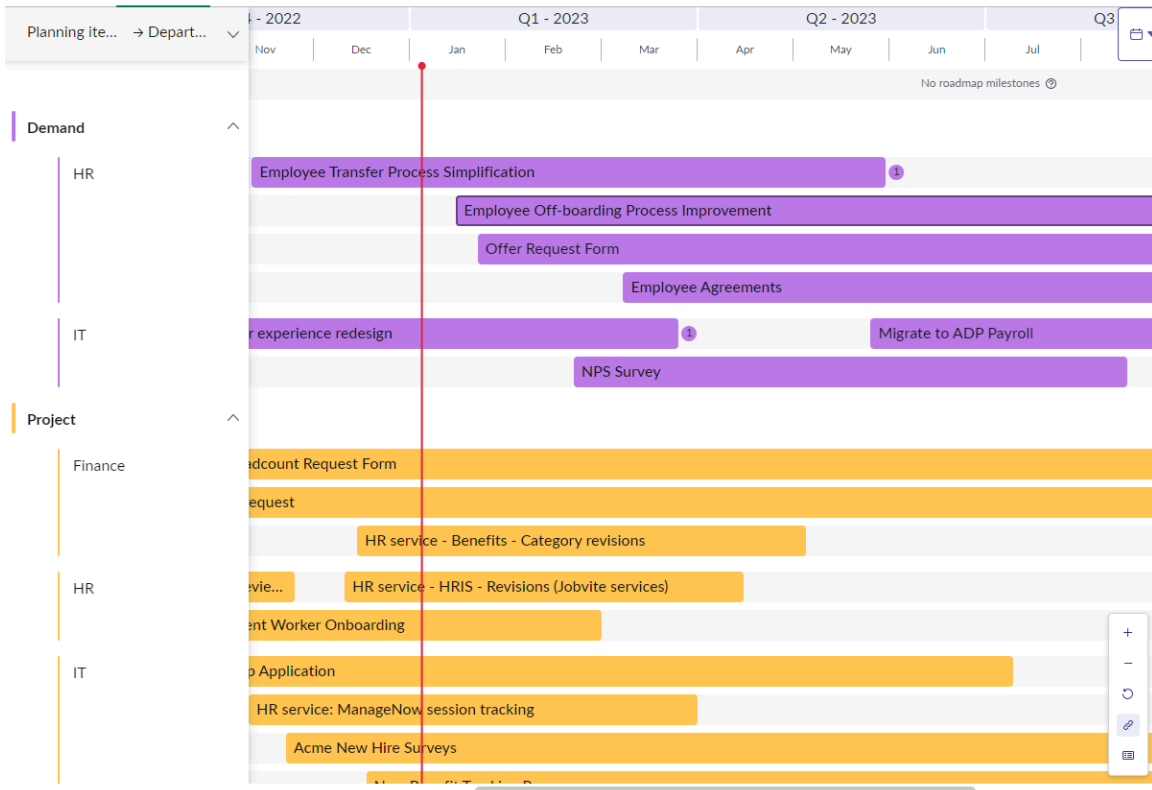 Planning ite... → Depart...
- 2022
Q1 - 2023
Q2 - 2023
Q3
Nov Dec Jan Feb Mar Apr May Jun Jul
No roadmap milestones
Demand
HR
Employee Transfer Process Simplification 1
Employee Off-boarding Process Improvement
Offer Request Form
Employee Agreements
IT
r experience redesign 1
Migrate to ADP Payroll
NPS Survey
Project
Finance
adcount Request Form
equest
HR service - Benefits - Category revisions
HR
evie...
HR service - HRIS - Revisions (Jobvite services)
ent Worker Onboarding
IT
p Application
HR service: ManageNow session tracking
Acme New Hire Surveys